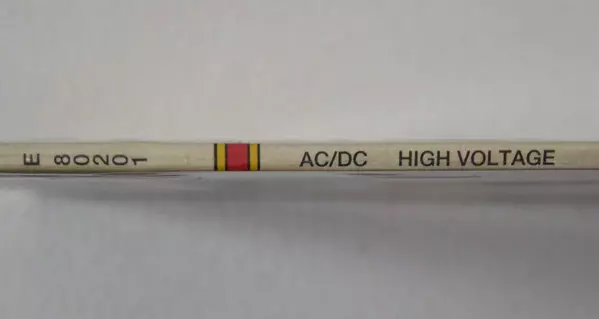 E 80201 AC/DC HIGH VOLTAGE